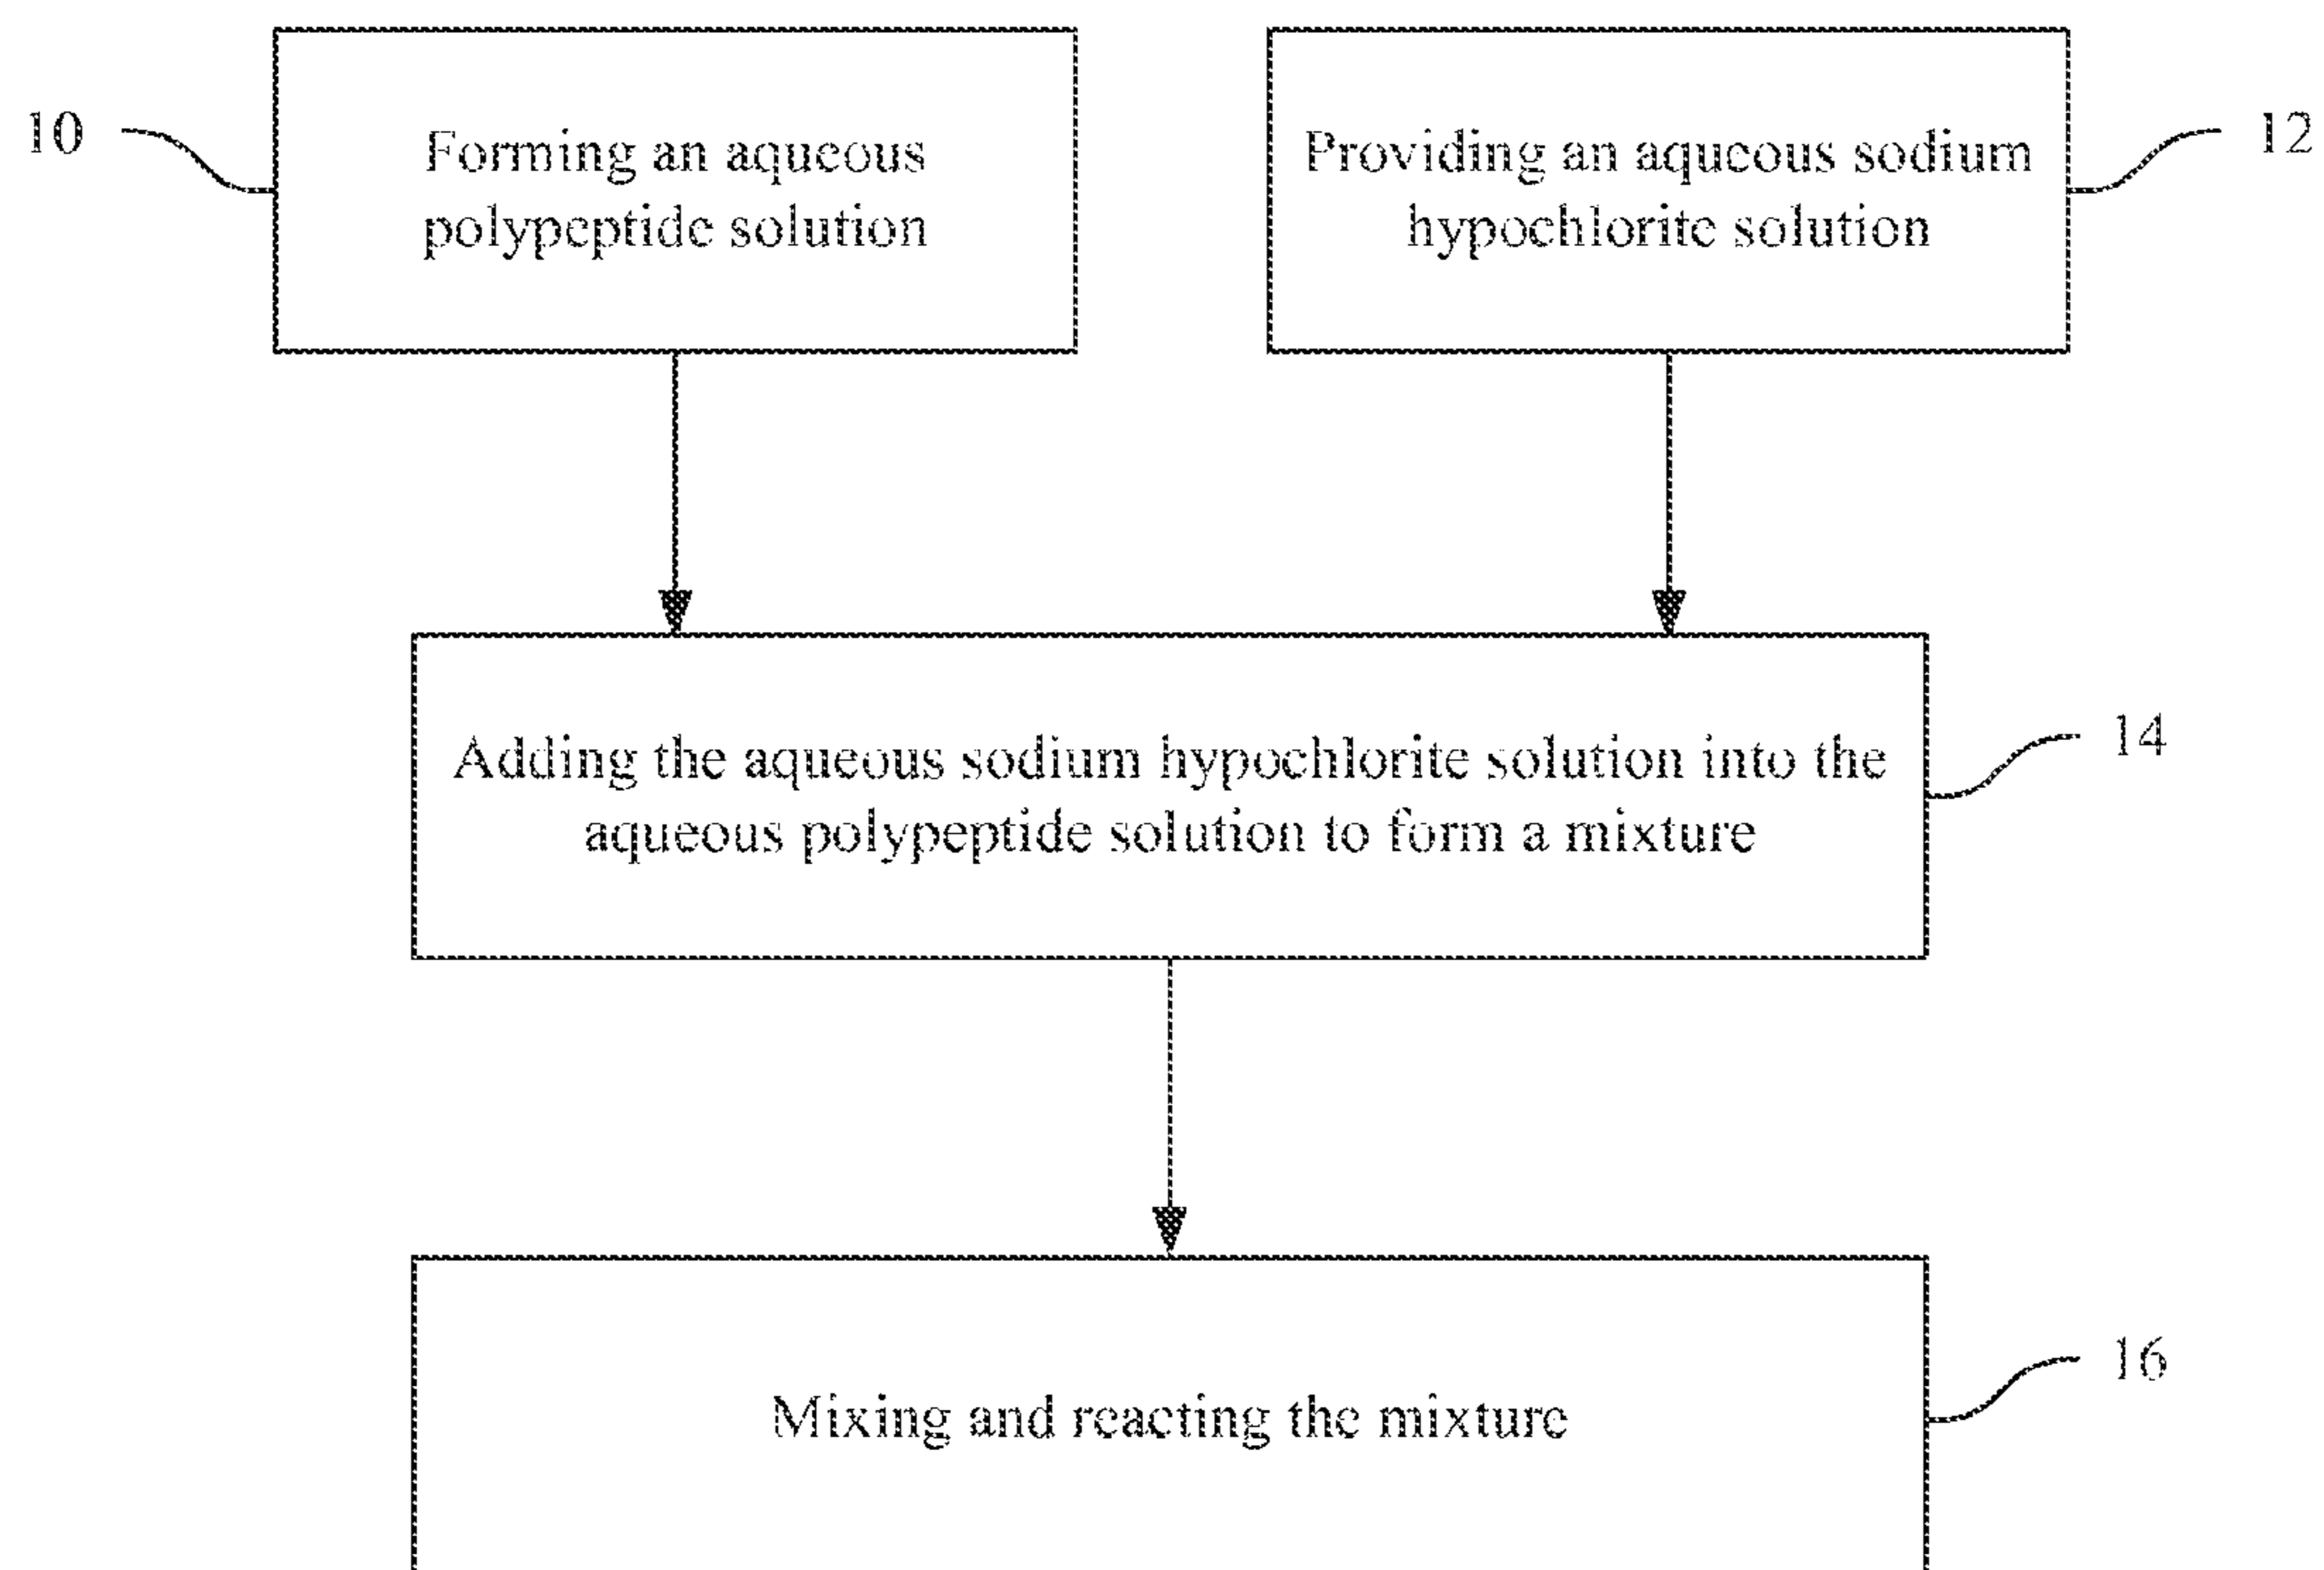 10
Forming an aqueous
polypeptide solution
Providing an aqueous sodium
hypochlorite solution
12
Adding the aqueous sodium hypochlorite solution into the
aqueous polypeptide solution to form a mixture
14
Mixing and reacting the mixture
16